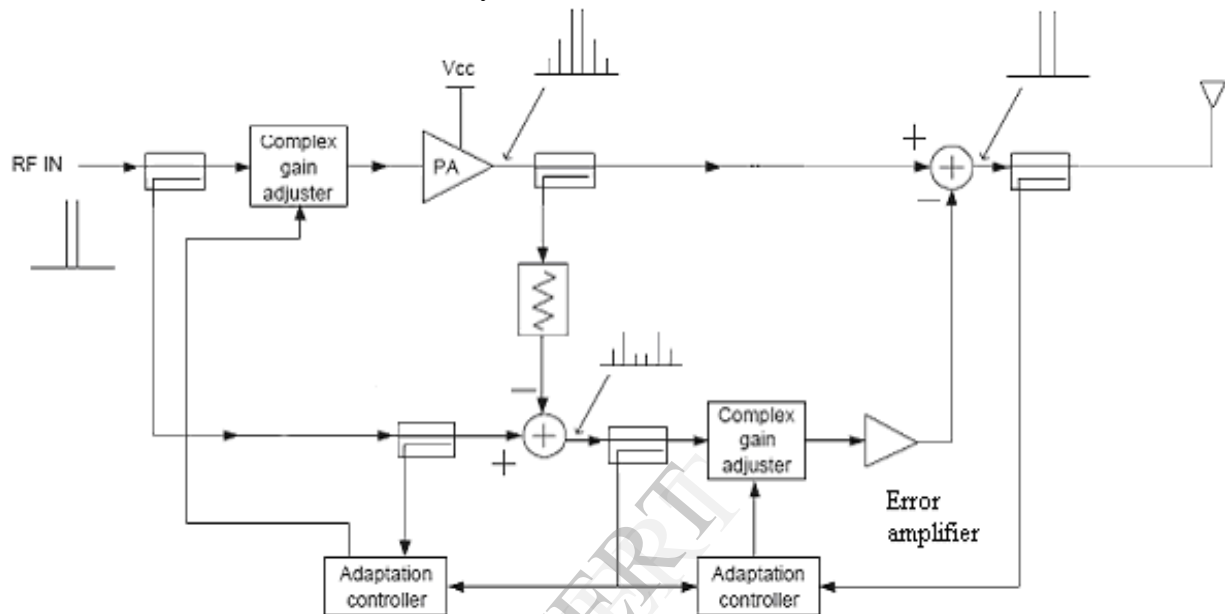 Vcc
RF IN
Complex
gain
adjuster
PA
+
−
−
+
Complex
gain
adjuster
Error
amplifier
Adaptation
controller
Adaptation
controller